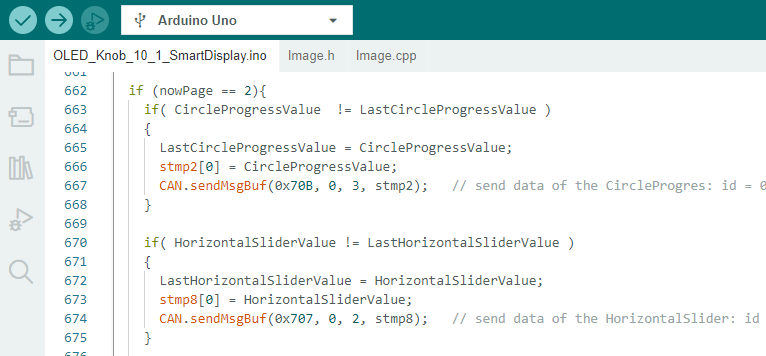 Arduino Uno
OLED_Knob_10_1_SmartDisplay.ino Image.h Image.cpp
661
662 if (nowPage == 2){
663 if( CircleProgressValue  != LastCircleProgressValue )
664 {
665 LastCircleProgressValue = CircleProgressValue;
666 stmp2[0] = CircleProgressValue;
667 CAN.sendMsgBuf(0x70B, 0, 3, stmp2);   // send data of the CircleProgres: id = 0
668 }
669
670 if( HorizontalSliderValue != LastHorizontalSliderValue )
671 {
672 LastHorizontalSliderValue = HorizontalSliderValue;
673 stmp8[0] = HorizontalSliderValue;
674 CAN.sendMsgBuf(0x707, 0, 2, stmp8);   // send data of the HorizontalSlider: id
675 }